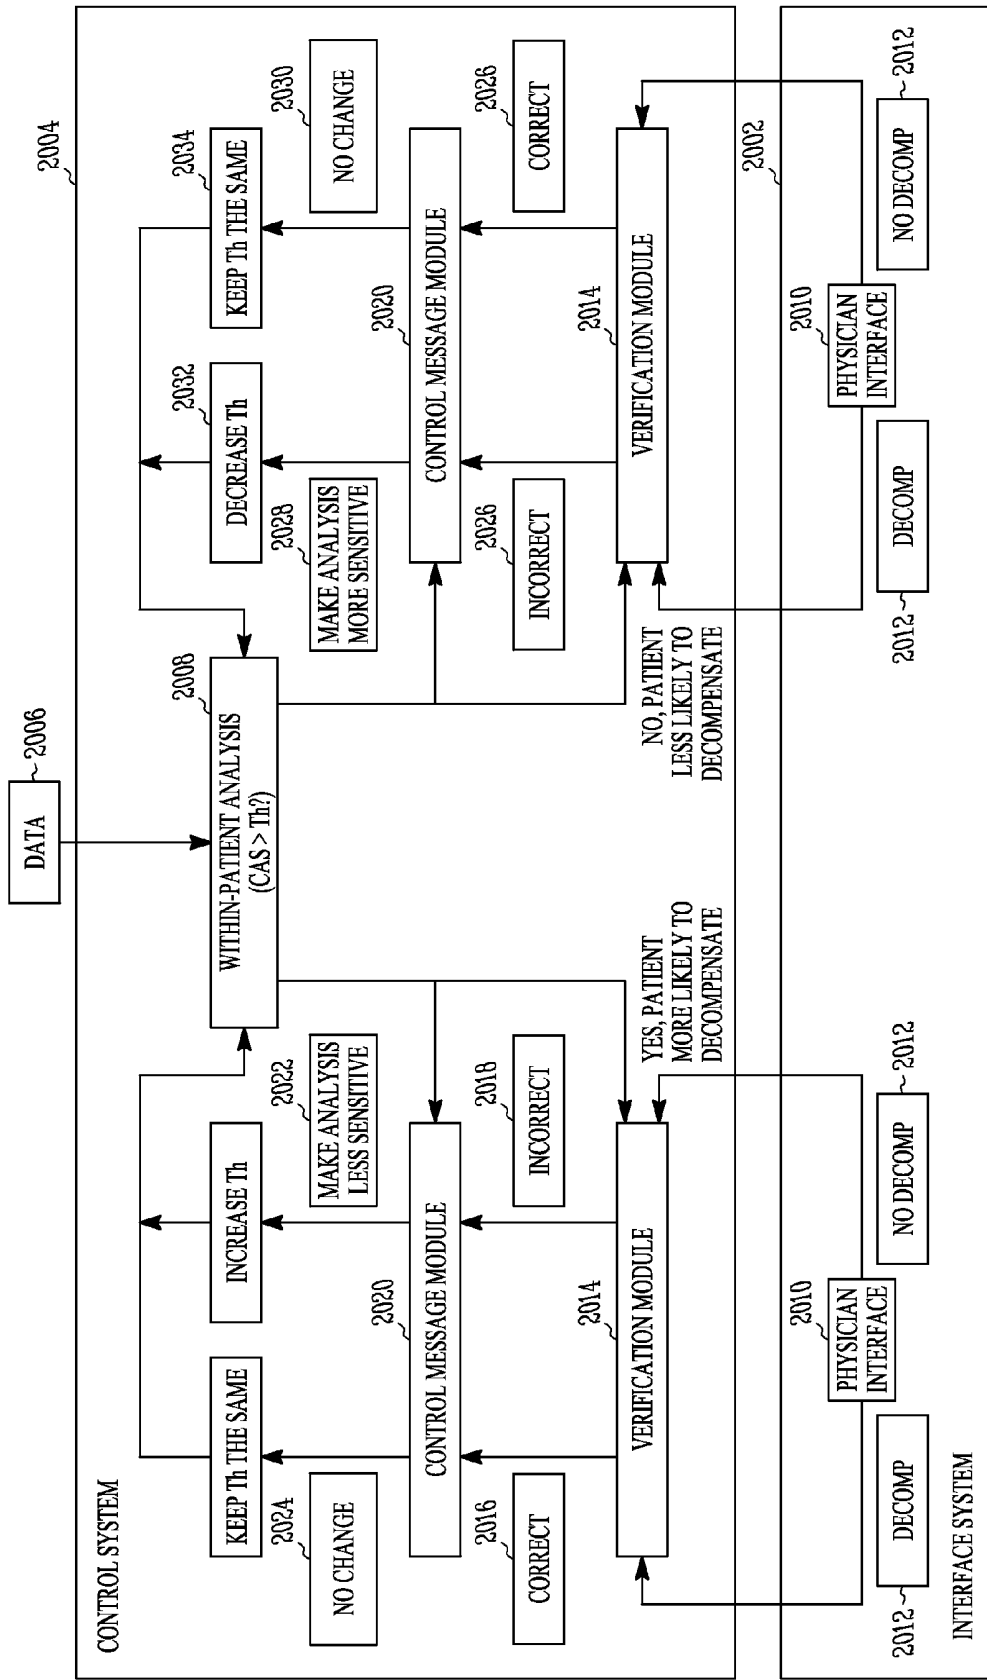 DATA
2006
CONTROL SYSTEM
2004
WITHIN-PATIENT ANALYSIS
(CAS > Th?)
2008
KEEP Th THE SAME
INCREASE Th
DECREASE Th
2032
KEEP Th THE SAME
2034
NO CHANGE
2024
MAKE ANALYSIS
LESS SENSITIVE
2022
MAKE ANALYSIS
MORE SENSITIVE
2028
NO CHANGE
2030
CONTROL MESSAGE MODULE
2020
CONTROL MESSAGE MODULE
2020
CORRECT
2016
INCORRECT
2018
INCORRECT
2026
CORRECT
2026
VERIFICATION MODULE
2014
VERIFICATION MODULE
2014
YES, PATIENT
MORE LIKELY TO
DECOMPENSATE
NO, PATIENT
LESS LIKELY TO
DECOMPENSATE
2002
PHYSICIAN
INTERFACE
2010
PHYSICIAN
INTERFACE
2010
DECOMP
2012
NO DECOMP
2012
DECOMP
2012
NO DECOMP
2012
INTERFACE SYSTEM